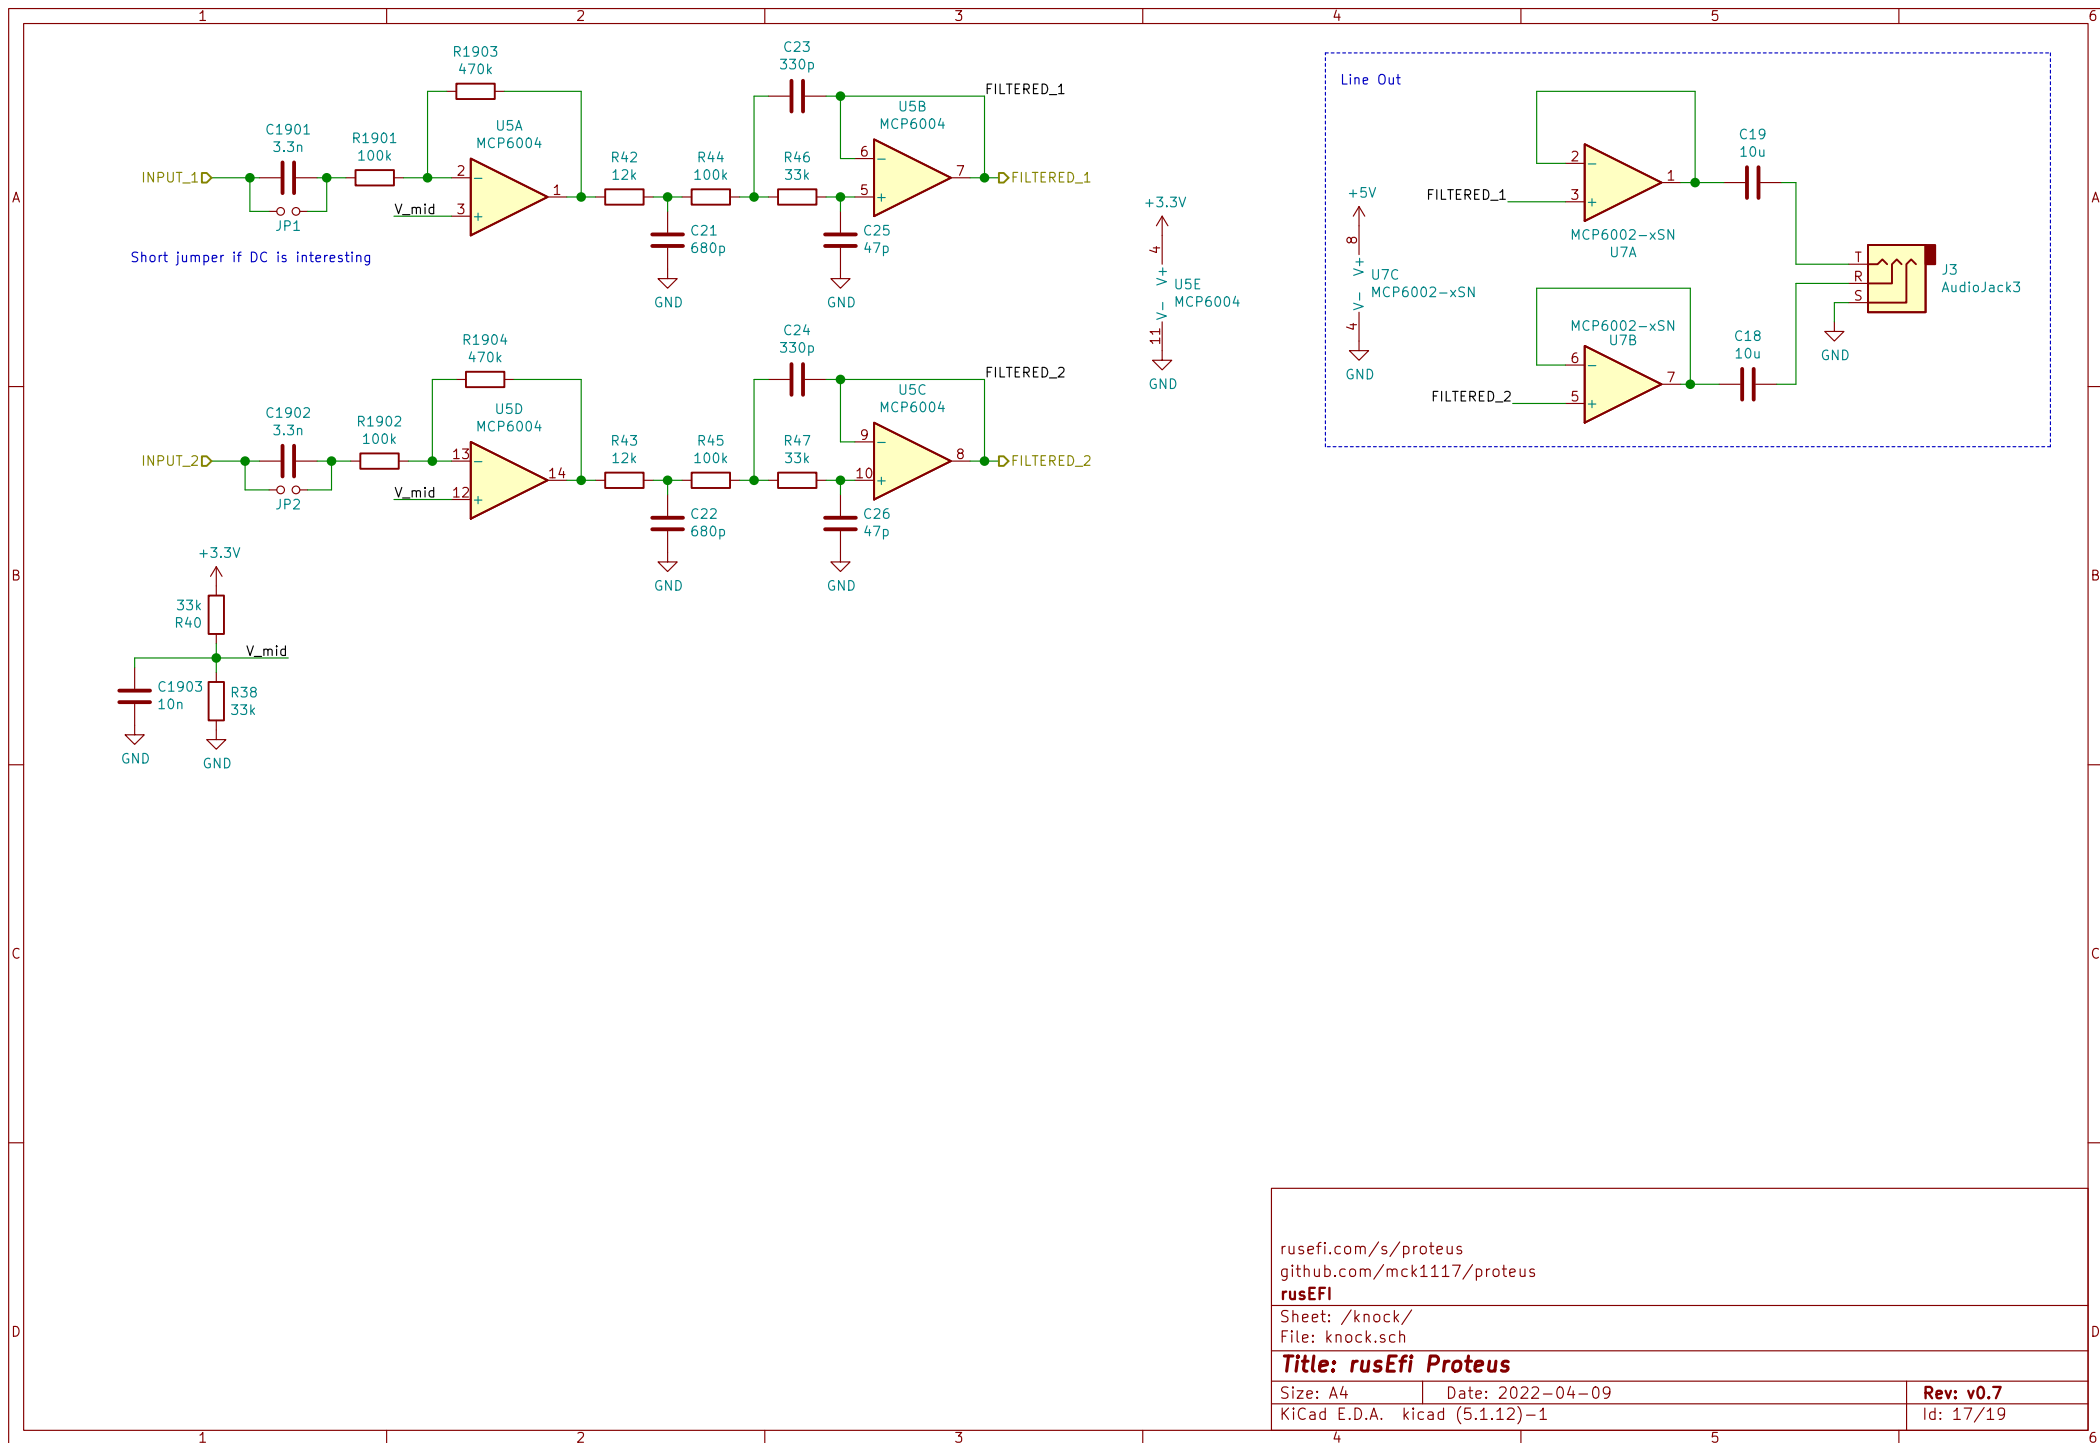 1 2 3 4 5 6
A A
B B
C C
D D
R1903
470k
C23
330p
FILTERED_1
C1901
3.3n
R1901
100k
U5A
MCP6004
U5B
MCP6004
R42
12k
R44
100k
R46
33k
INPUT_1
2
3
1
6
5
7
−
+
−
+
FILTERED_1
V_mid
JP1
C21
680p
C25
47p
Short jumper if DC is interesting
GND
GND
+3.3V
4
V+
V-
11
U5E
MCP6004
GND
Line Out
+5V
8
V+
V-
4
U7C
MCP6002-xSN
GND
FILTERED_1
2
3
1
−
+
C19
10u
MCP6002-xSN
U7A
T
R
S
J3
AudioJack3
GND
MCP6002-xSN
U7B
FILTERED_2
6
5
7
−
+
C18
10u
R1904
470k
C24
330p
FILTERED_2
C1902
3.3n
R1902
100k
U5D
MCP6004
U5C
MCP6004
R43
12k
R45
100k
R47
33k
INPUT_2
13
12
14
9
10
8
−
+
−
+
FILTERED_2
V_mid
JP2
C22
680p
C26
47p
GND
GND
+3.3V
33k
R40
V_mid
C1903
10n
R38
33k
GND
GND
rusefi.com/s/proteus
github.com/mck1117/proteus
rusEFI
Sheet: /knock/
File: knock.sch
Title: rusEfi Proteus
Size: A4 Date: 2022-04-09 Rev: v0.7
KiCad E.D.A. kicad (5.1.12)-1 Id: 17/19
1 2 3 4 5 6